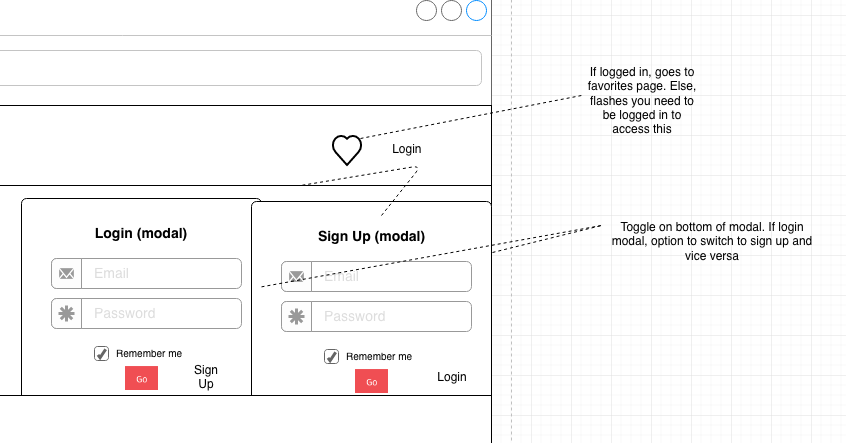 If logged in, goes to
favorites page. Else,
flashes you need to
be logged in to
access this
Login
Toggle on bottom of modal. If login
modal, option to switch to sign up and
vice versa
Login (modal)
Email
Password
Remember me
Go
Sign
Up
Sign Up (modal)
Email
Password
Remember me
Go
Login